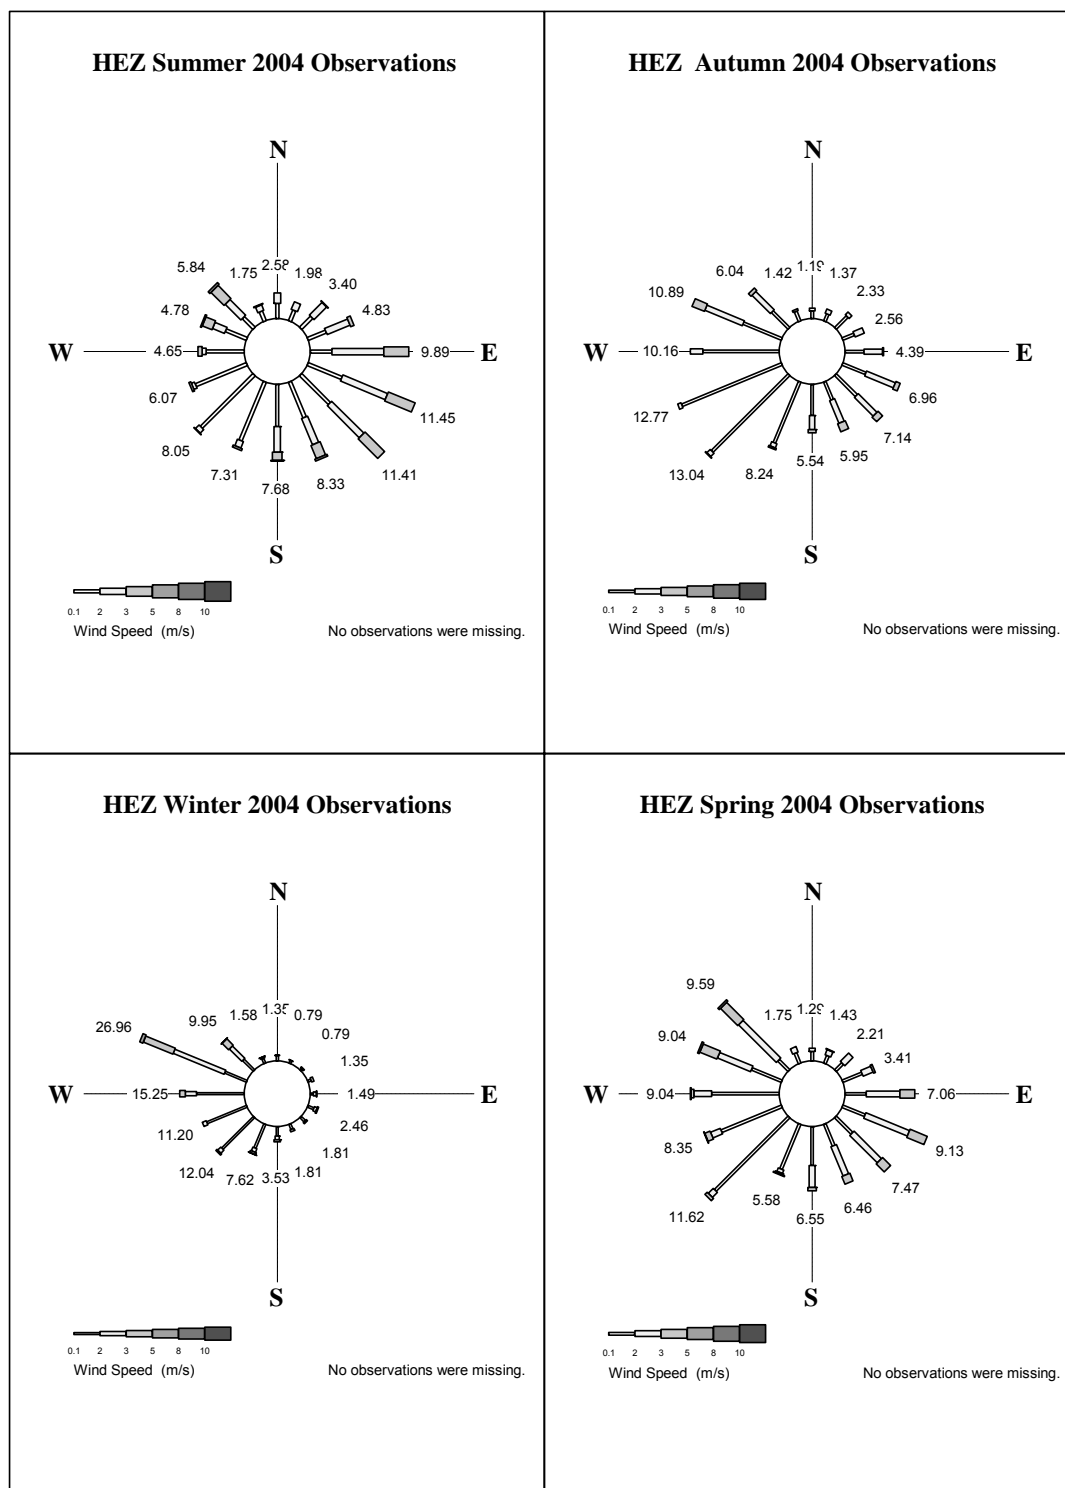 HEZ Summer 2004 Observations
N
5.84 1.75 2.58 1.98 3.40
4.78 4.83
W 4.65 9.89 E
6.07 11.45
8.05 7.31 7.68 8.33 11.41
S
0.1 2 3 5 8 10
Wind Speed (m/s) No observations were missing.
HEZ Autumn 2004 Observations
N
6.04 1.42 1.19 1.37
10.89 2.33
2.56
W 10.16 4.39 E
12.77 6.96
13.04 8.24 5.54 5.95 7.14
S
0.1 2 3 5 8 10
Wind Speed (m/s) No observations were missing.
HEZ Winter 2004 Observations
N
26.96 9.95 1.58 1.35 0.79
0.79
1.35
W 15.25 1.49 E
11.20 2.46
12.04 7.62 3.53 1.81 1.81
S
0.1 2 3 5 8 10
Wind Speed (m/s) No observations were missing.
HEZ Spring 2004 Observations
N
9.59 1.75 1.29 1.43
9.04 2.21
3.41
W 9.04 7.06 E
8.35 9.13
11.62 5.58 6.55 6.46 7.47
S
0.1 2 3 5 8 10
Wind Speed (m/s) No observations were missing.